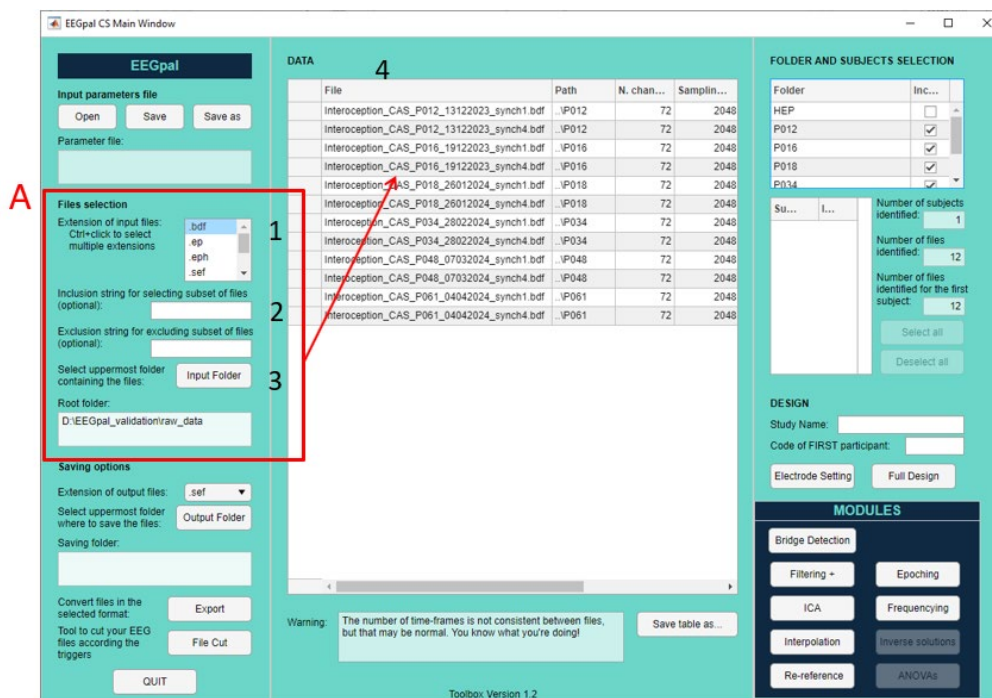 EEGpal CS Main Window
EEGpal
Input parameters file
Open Save Save as
Parameter file:
A
Files selection
Extension of input files:
Ctrl+click to select
multiple extensions
.bdf
.ep
.eph
.sef
1
Inclusion string for selecting subset of files
(optional):
2
Exclusion string for excluding subset of files
(optional):
Select uppermost folder
containing the files:
Input Folder
3
Root folder:
D:\EEGpal_validation\raw_data
Saving options
Extension of output files:
.sef
Select uppermost folder
where to save the files:
Output Folder
Saving folder:
Convert files in the
selected format:
Export
Tool to cut your EEG
files according the
triggers
File Cut
QUIT
DATA
4
File Path N. chan... Samplin...
Interoception_CAS_P012_13122023_synch1.bdf ..\P012 72 2048
Interoception_CAS_P012_13122023_synch4.bdf ..\P012 72 2048
Interoception_CAS_P016_19122023_synch1.bdf ..\P016 72 2048
Interoception_CAS_P016_19122023_synch4.bdf ..\P016 72 2048
Interoception_CAS_P018_26012024_synch1.bdf ..\P018 72 2048
Interoception_CAS_P018_26012024_synch4.bdf ..\P018 72 2048
Interoception_CAS_P034_28022024_synch1.bdf ..\P034 72 2048
Interoception_CAS_P034_28022024_synch4.bdf ..\P034 72 2048
Interoception_CAS_P048_07032024_synch1.bdf ..\P048 72 2048
Interoception_CAS_P048_07032024_synch4.bdf ..\P048 72 2048
Interoception_CAS_P061_04042024_synch1.bdf ..\P061 72 2048
Interoception_CAS_P061_04042024_synch4.bdf ..\P061 72 2048
Warning:
The number of time-frames is not consistent between files,
but that may be normal. You know what you're doing!
Save table as...
Toolbox Version 1.2
FOLDER AND SUBJECTS SELECTION
Folder Inc...
HEP
P012
P016
P018
P034
Su... I...
Number of subjects
identified:
1
Number of files
identified:
12
Number of files
identified for the first
subject:
12
Select all
Deselect all
DESIGN
Study Name:
Code of FIRST participant:
Electrode Setting Full Design
MODULES
Bridge Detection
Filtering + Epoching
ICA Frequencying
Interpolation Inverse solutions
Re-reference ANOVAs